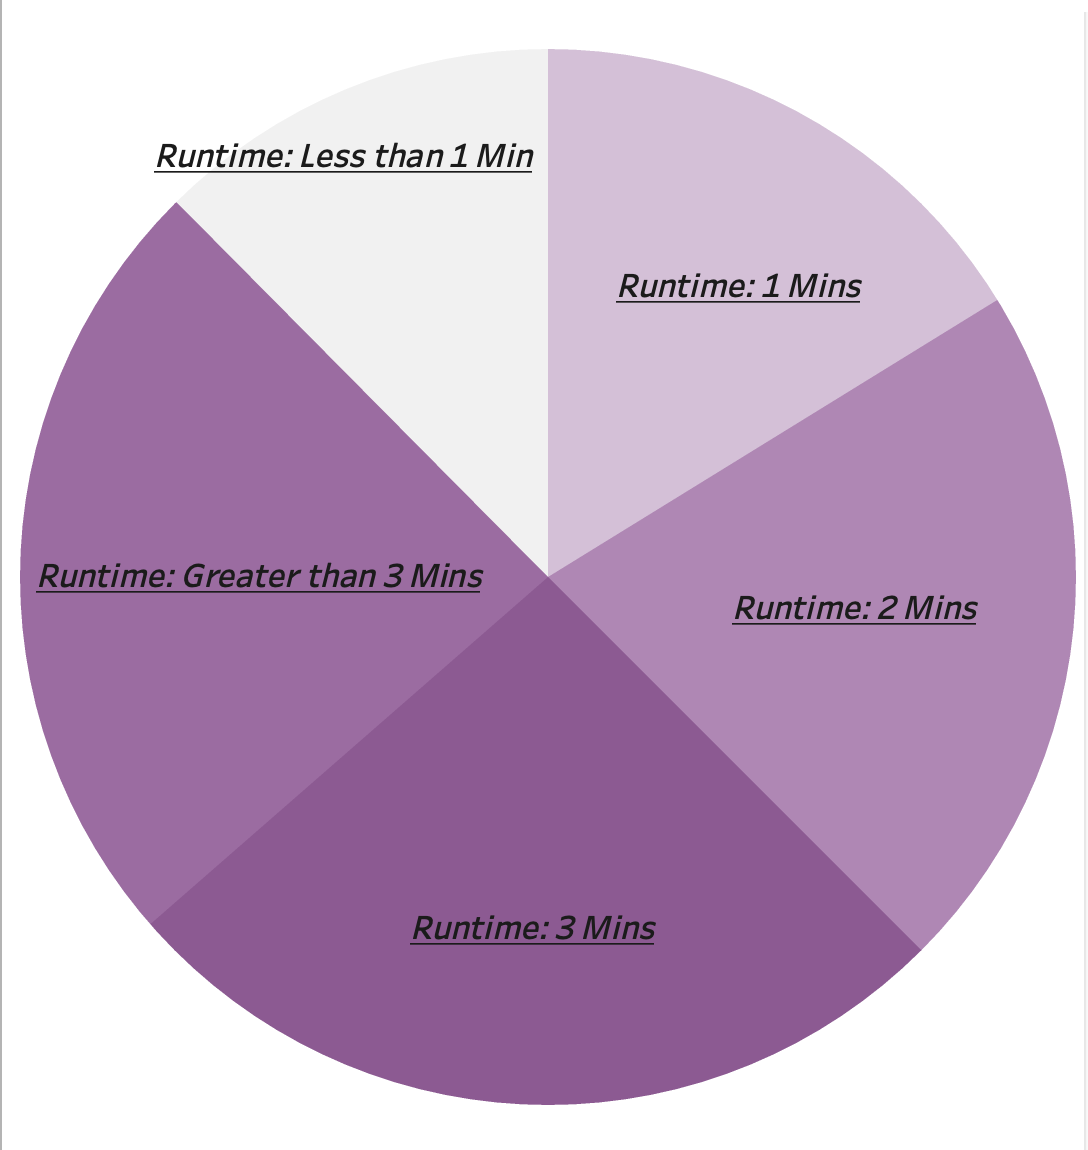 Runtime: Less than 1 Min
Runtime: 1 Mins
Runtime: Greater than 3 Mins
Runtime: 2 Mins
Runtime: 3 Mins